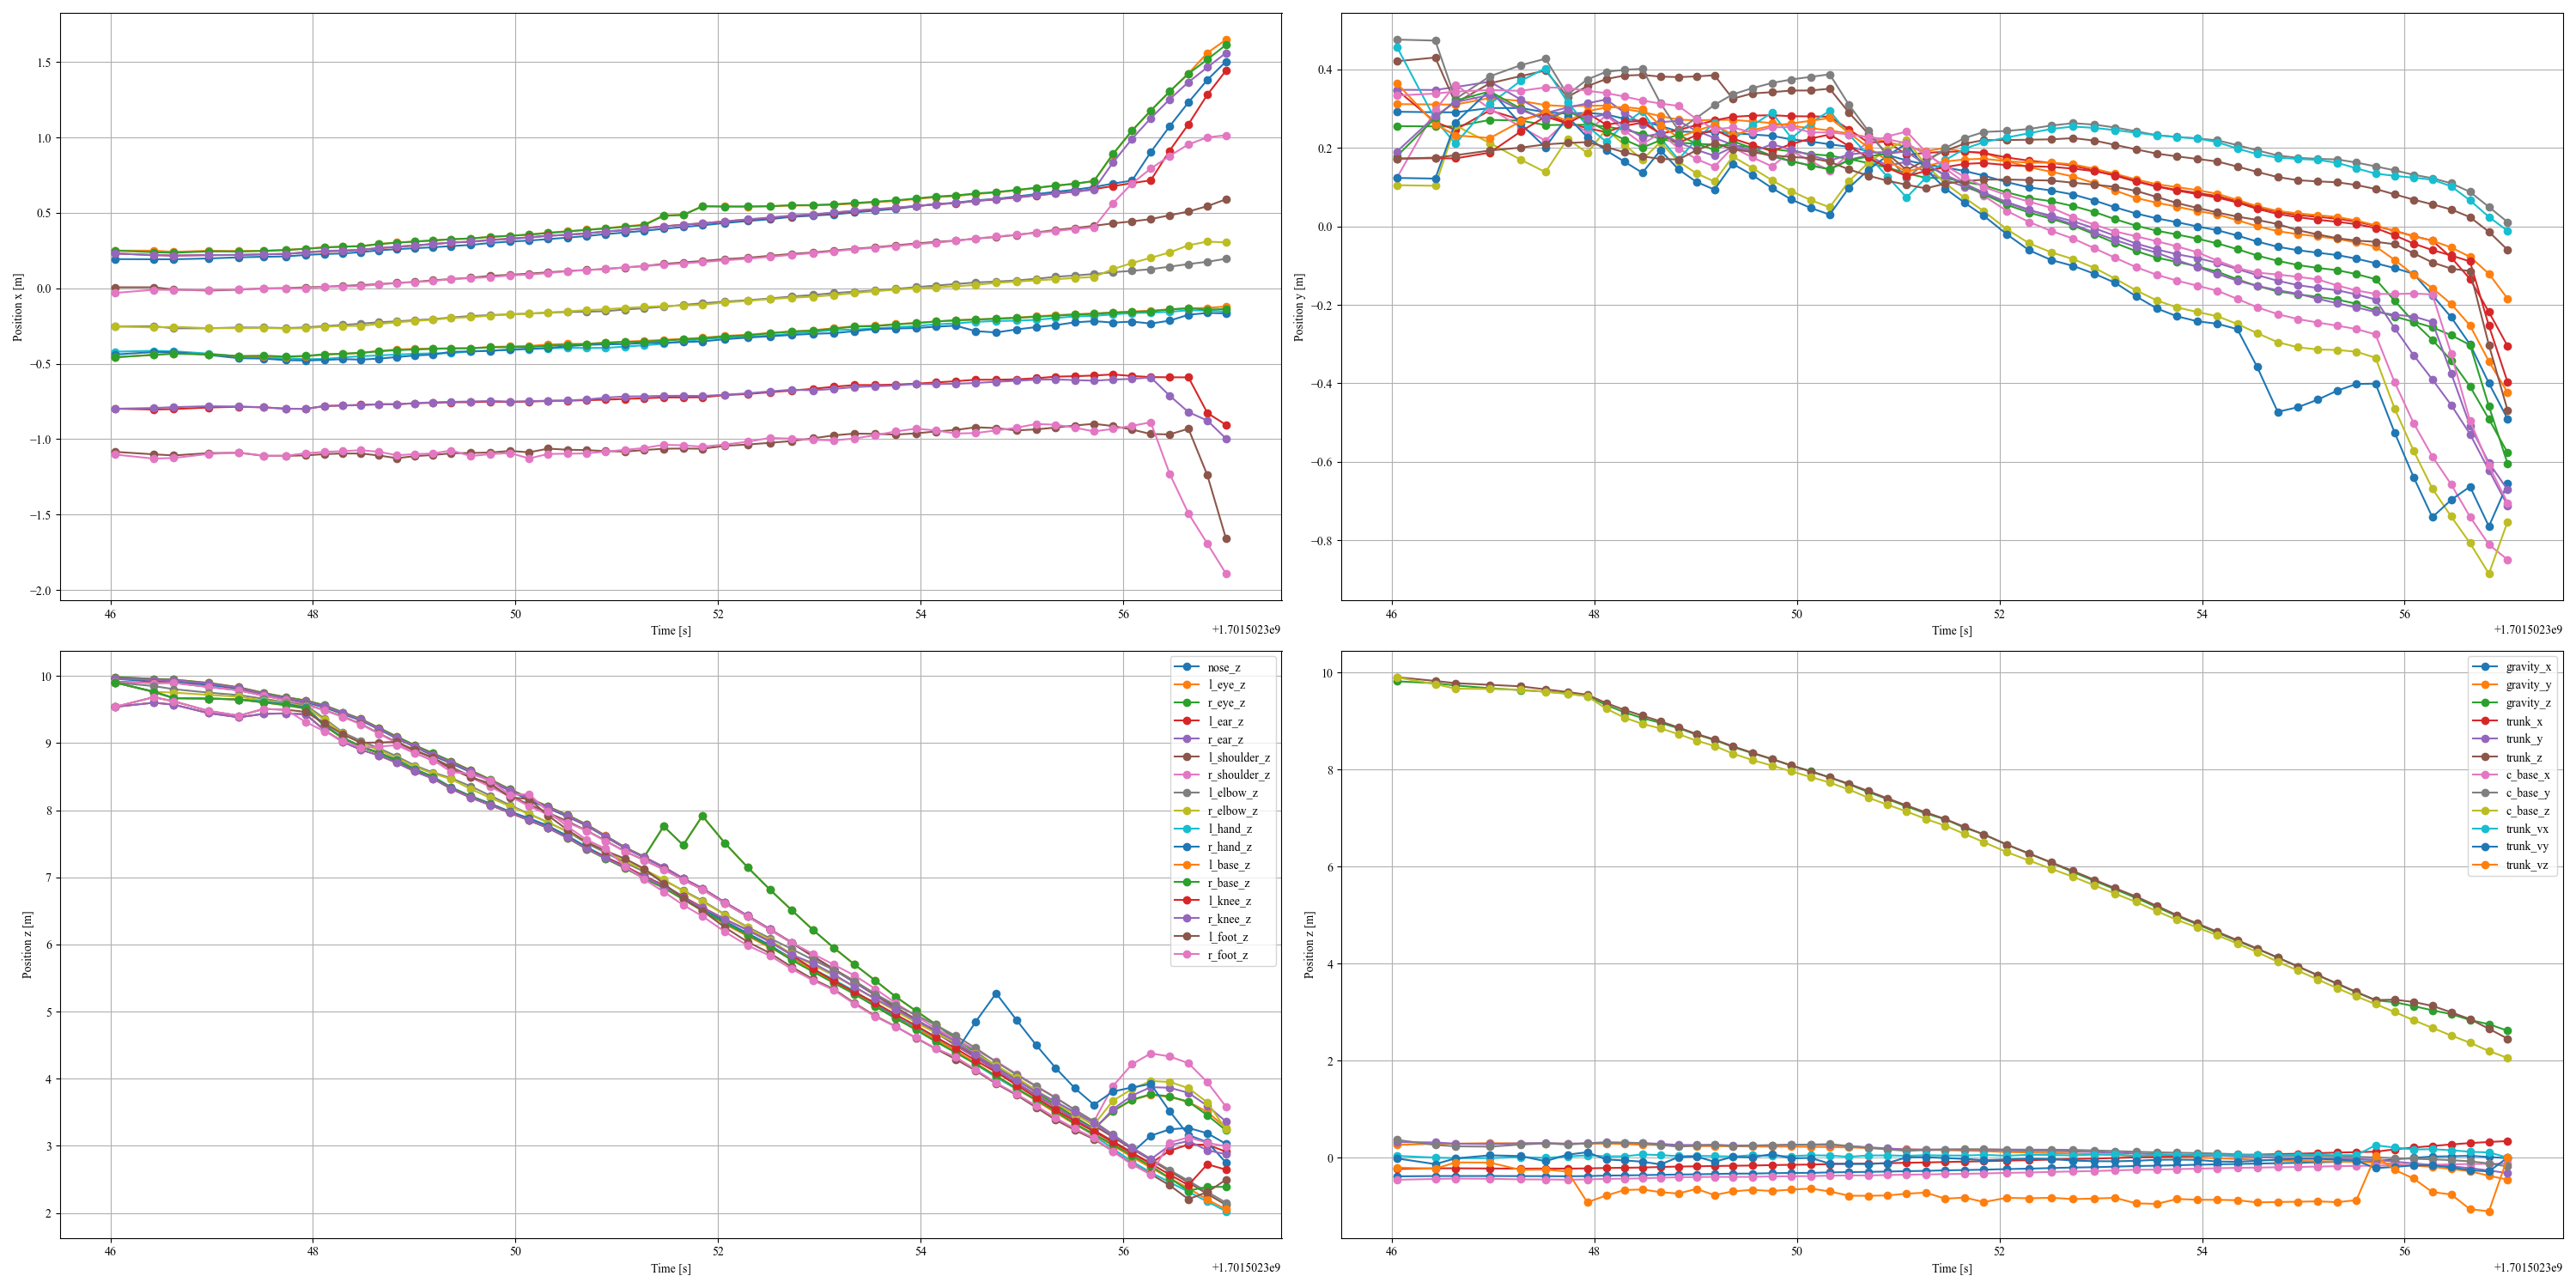 1.5
1.0
0.5
0.0
−0.5
−1.0
−1.5
−2.0
Position x [m]
46 48 50 52 54 56
Time [s]
+1.7015023e9
0.4
0.2
0.0
−0.2
−0.4
−0.6
−0.8
Position y [m]
46 48 50 52 54 56
Time [s]
+1.7015023e9
10
9
8
7
6
5
4
3
2
Position z [m]
nose_z
l_eye_z
r_eye_z
l_ear_z
r_ear_z
l_shoulder_z
r_shoulder_z
l_elbow_z
r_elbow_z
l_hand_z
r_hand_z
l_base_z
r_base_z
l_knee_z
r_knee_z
l_foot_z
r_foot_z
46 48 50 52 54 56
Time [s]
+1.7015023e9
10
8
6
4
2
0
Position z [m]
gravity_x
gravity_y
gravity_z
trunk_x
trunk_y
trunk_z
c_base_x
c_base_y
c_base_z
trunk_vx
trunk_vy
trunk_vz
46 48 50 52 54 56
Time [s]
+1.7015023e9